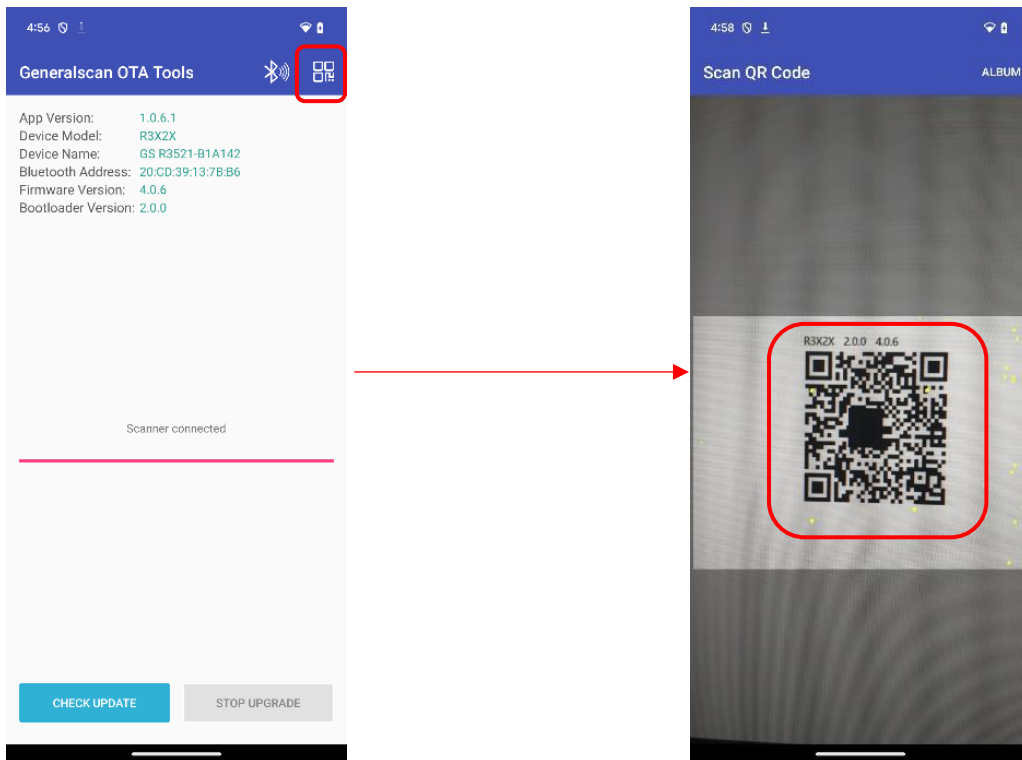 4:56
Generalscan OTA Tools
App Version: 1.0.6.1
Device Model: R3X2X
Device Name: GS R3521-B1A142
Bluetooth Address: 20:CD:39:13:7B:B6
Firmware Version: 4.0.6
Bootloader Version: 2.0.0
Scanner connected
CHECK UPDATE
STOP UPGRADE
4:58
Scan QR Code
ALBUM
R3X2X 2.0.0 4.0.6